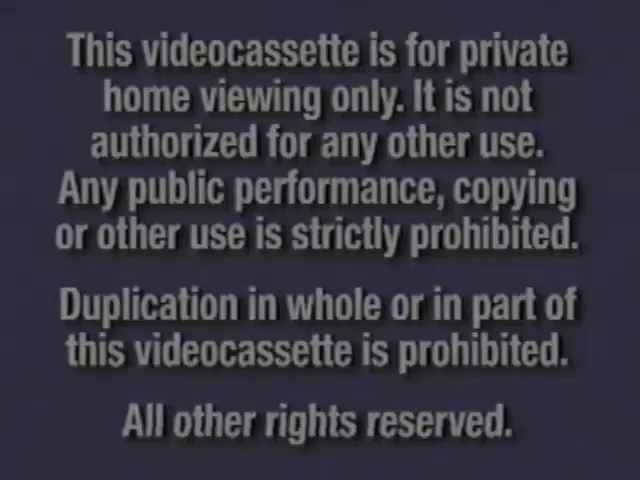 This videocassette is for private
home viewing only. It is not
authorized for any other use.
Any public performance, copying
or other use is strictly prohibited.
Duplication in whole or in part of
this videocassette is prohibited.
All other rights reserved.